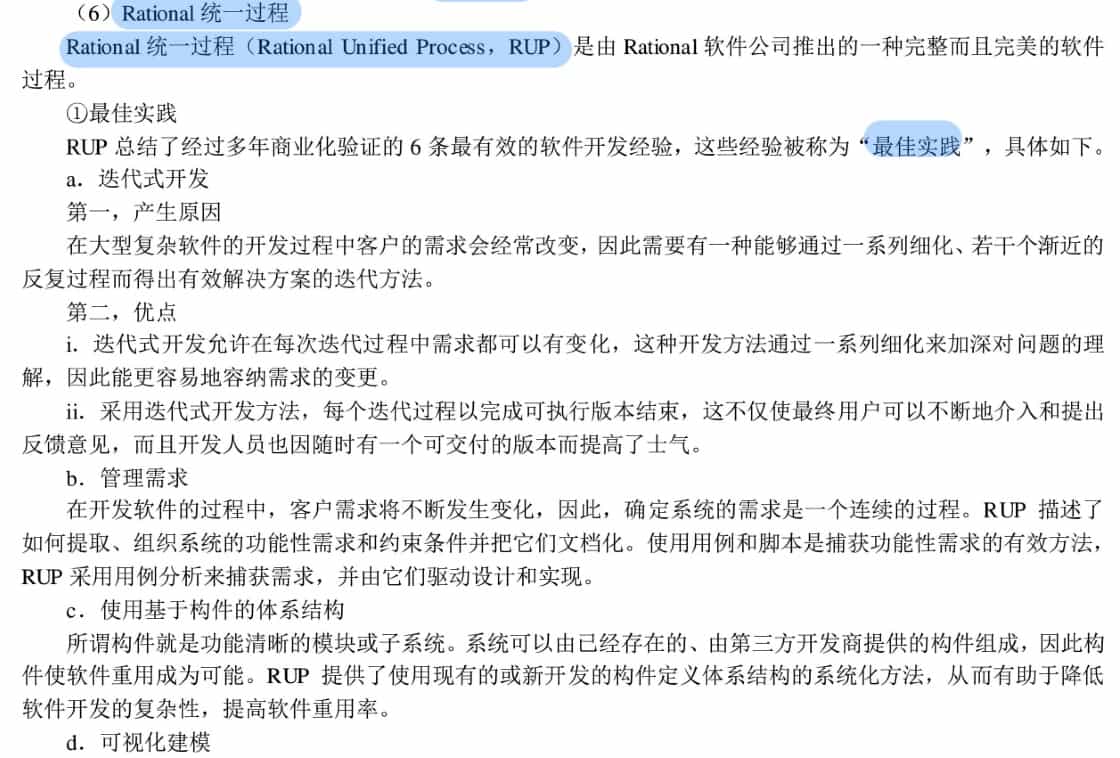 （6）Rational 统一过程
Rational 统一过程（Rational Unified Process，RUP）是由 Rational 软件公司推出的一种完整而且完美的软件
过程。
①最佳实践
RUP 总结了经过多年商业化验证的 6 条最有效的软件开发经验，这些经验被称为“最佳实践”，具体如下。
a．迭代式开发
第一，产生原因
在大型复杂软件的开发过程中客户的需求会经常改变，因此需要有一种能够通过一系列细化、若干个渐近的
反复过程而得出有效解决方案的迭代方法。
第二，优点
i．迭代式开发允许在每次迭代过程中需求都可以有变化，这种开发方法通过一系列细化来加深对问题的理
解，因此能更容易地容纳需求的变更。
ii．采用迭代式开发方法，每个迭代过程以完成可执行版本结束，这不仅使最终用户可以不断地介入和提出
反馈意见，而且开发人员也因随时有一个可交付的版本而提高了士气。
b．管理需求
在开发软件的过程中，客户需求将不断发生变化，因此，确定系统的需求是一个连续的过程。RUP 描述了
如何提取、组织系统的功能性需求和约束条件并把它们文档化。使用用例和脚本是捕获功能性需求的有效方法，
RUP 采用用例分析来捕获需求，并由它们驱动设计和实现。
c．使用基于构件的体系结构
所谓构件就是功能清晰的模块或子系统。系统可以由已经存在的、由第三方开发商提供的构件组成，因此构
件使软件重用成为可能。RUP 提供了使用现有的或新开发的构件定义体系结构的系统化方法，从而有助于降低
软件开发的复杂性，提高软件重用率。
d．可视化建模